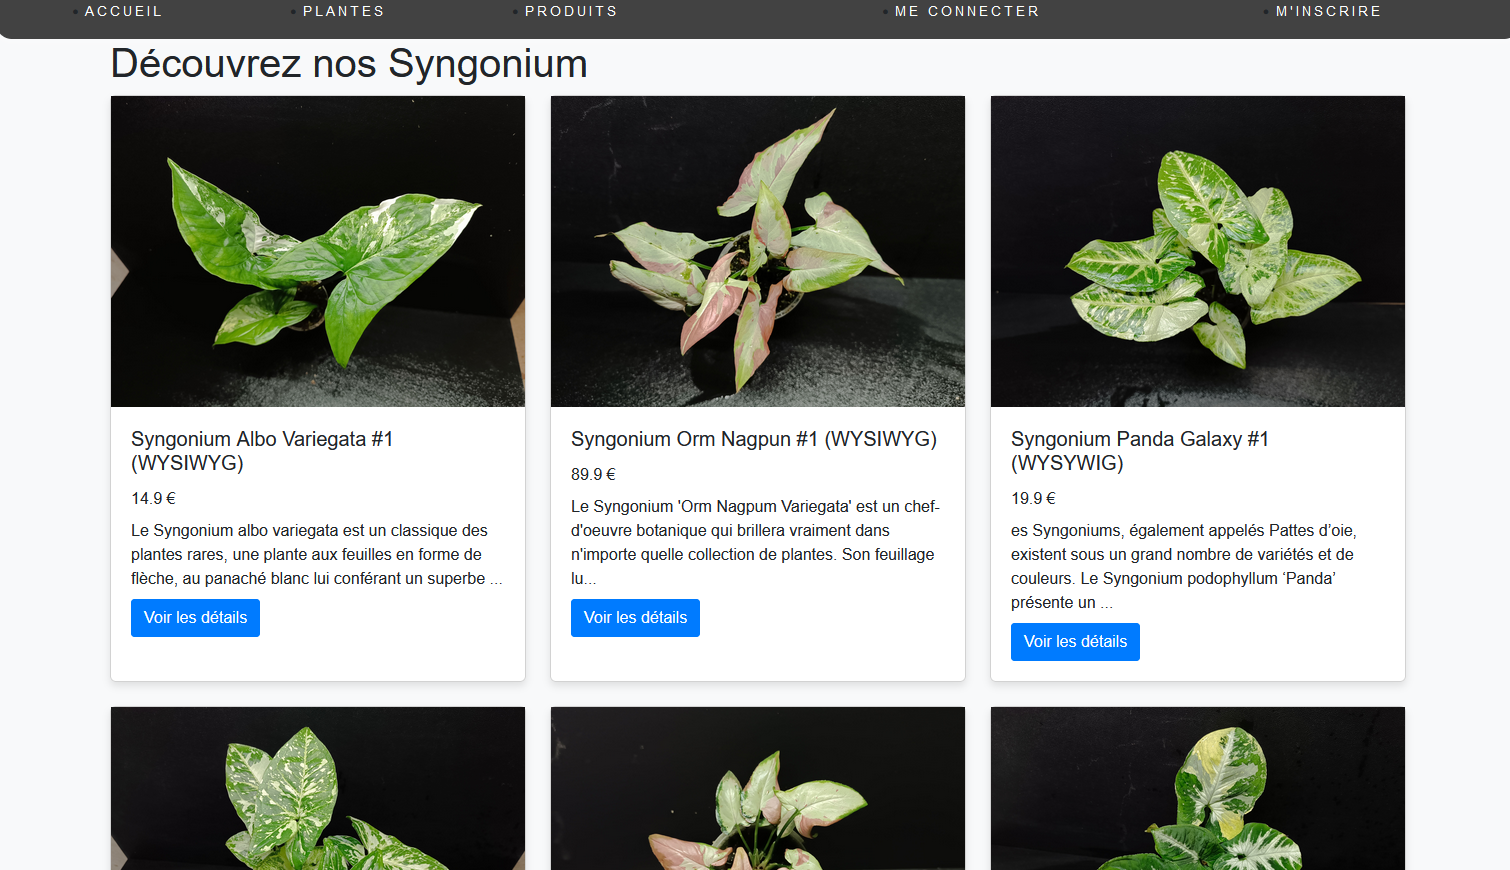 ACCUEIL PLANTES PRODUITS ME CONNECTER M'INSCRIRE
Découvrez nos Syngonium
Syngonium Albo Variegata #1
(WYSIWYG)
14.9 €
Le Syngonium albo variegata est un classique des
plantes rares, une plante aux feuilles en forme de
flèche, au panaché blanc lui conférant un superbe ...
Voir les détails
Syngonium Orm Nagpun #1 (WYSIWYG)
89.9 €
Le Syngonium 'Orm Nagpum Variegata' est un chef-
d'oeuvre botanique qui brillera vraiment dans
n'importe quelle collection de plantes. Son feuillage
lu...
Voir les détails
Syngonium Panda Galaxy #1
(WYSYWIG)
19.9 €
es Syngoniums, également appelés Pattes d’oie,
existent sous un grand nombre de variétés et de
couleurs. Le Syngonium podophyllum ‘Panda’
présente un ...
Voir les détails